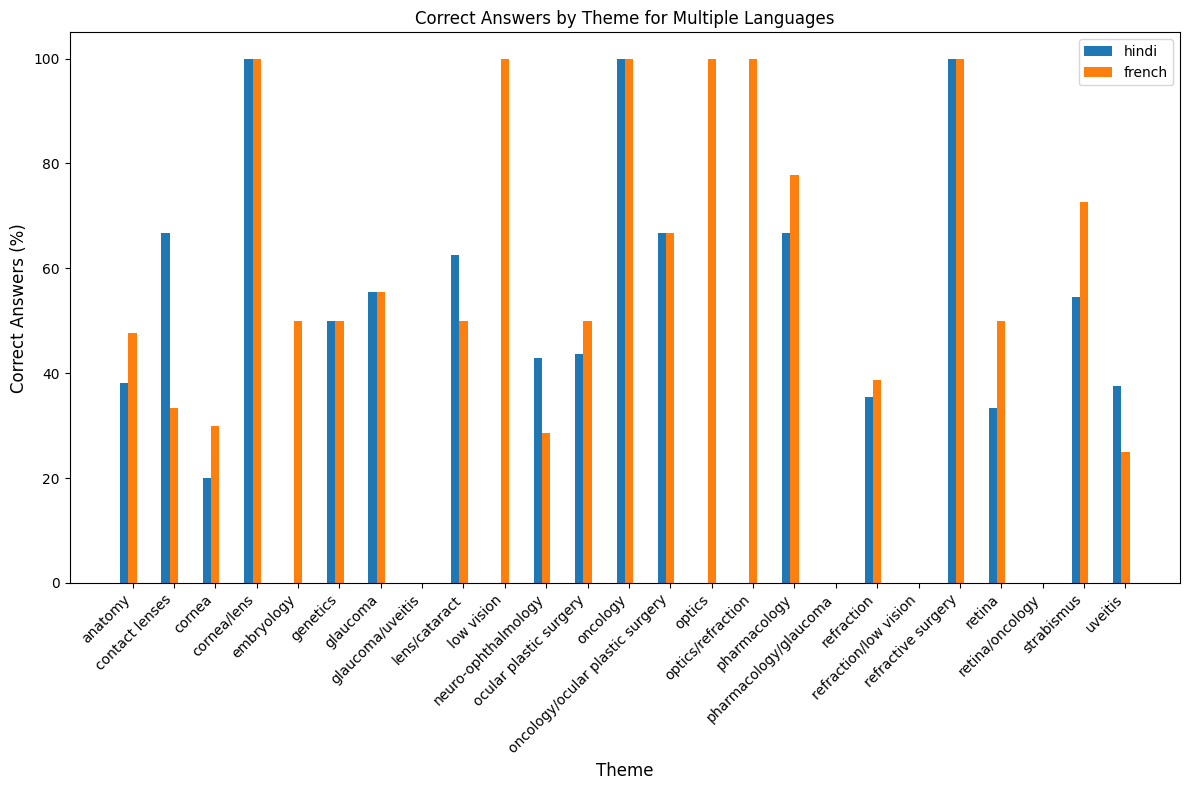 Correct Answers by Theme for Multiple Languages
hindi
french
Correct Answers (%)
100
80
60
40
20
0
anatomy
contact lenses
cornea
cornea/lens
embryology
genetics
glaucoma
glaucoma/uveitis
lens/cataract
low vision
neuro-ophthalmology
ocular plastic surgery
oncology
oncology/ocular plastic surgery
optics
optics/refraction
pharmacology
pharmacology/glaucoma
refraction
refraction/low vision
refractive surgery
retina
retina/oncology
strabismus
uveitis
Theme